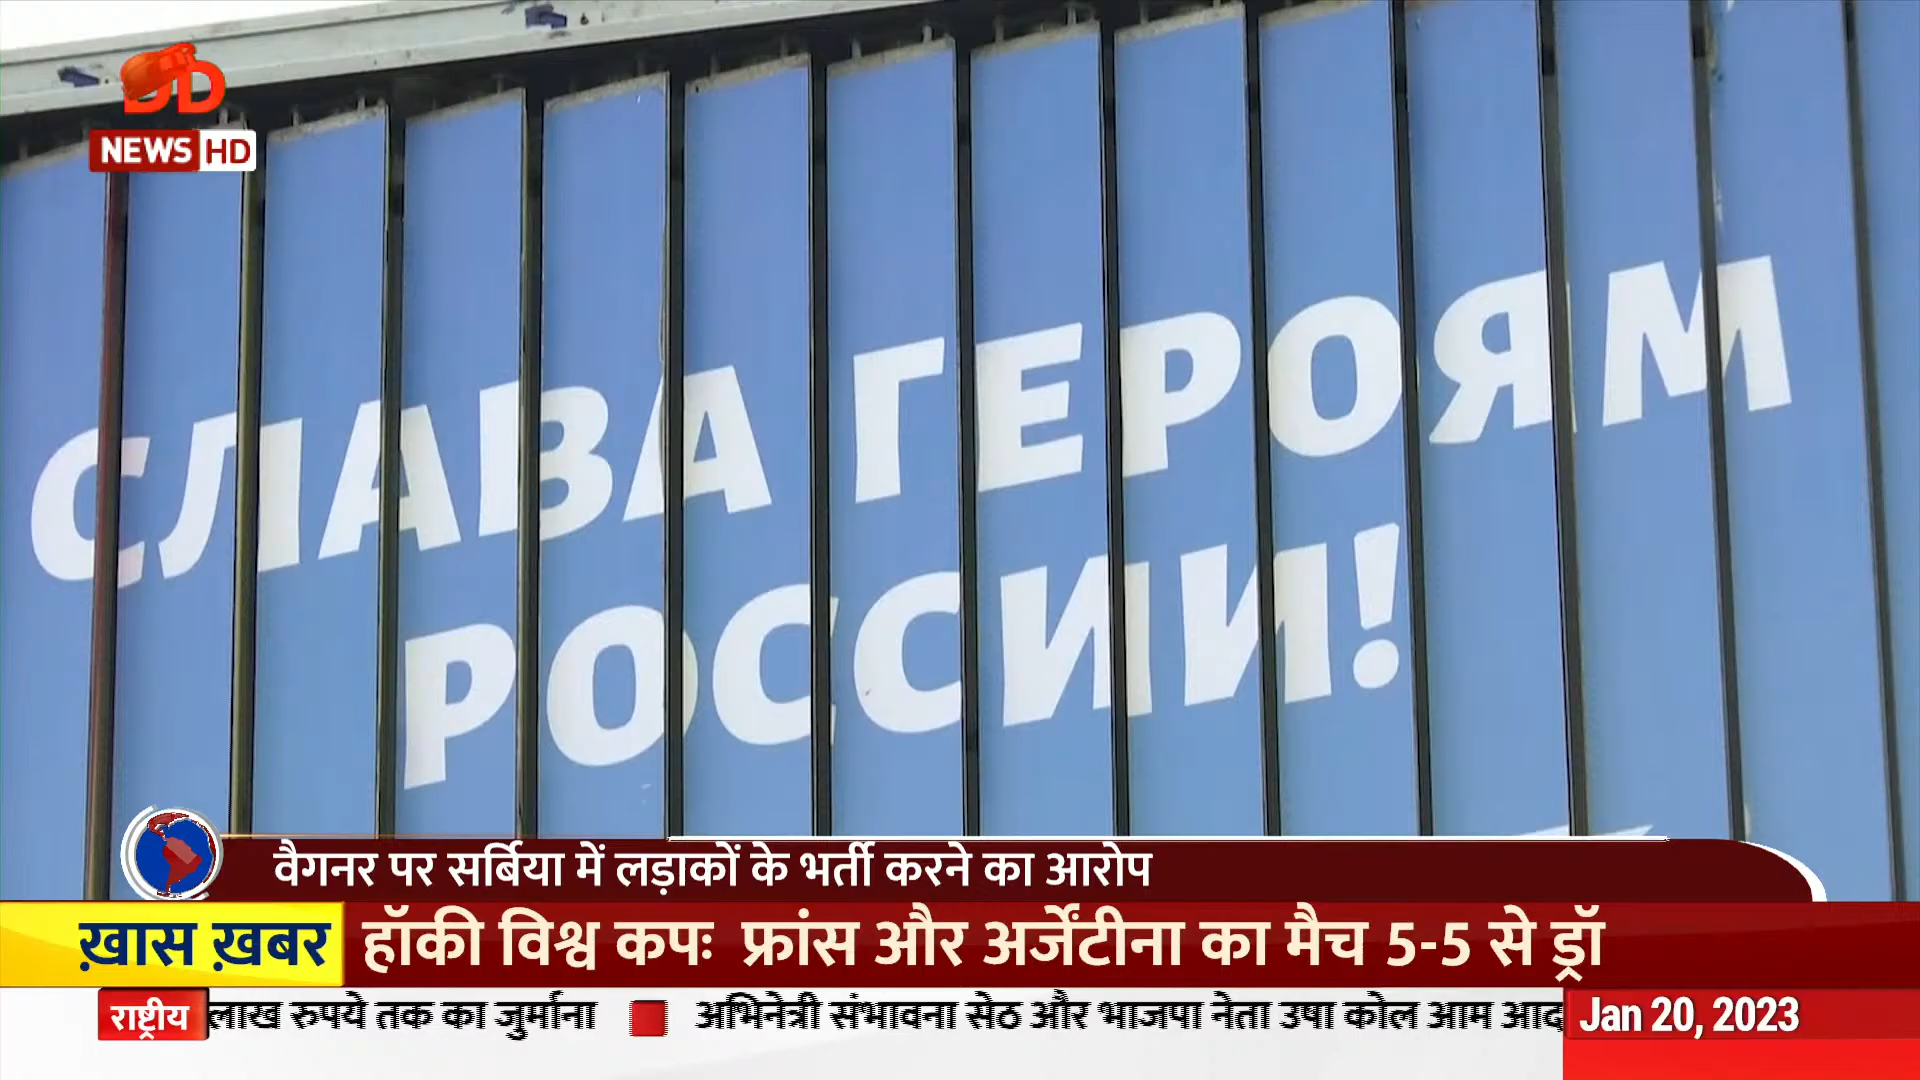 DD
NEWS HD
СЛАВА ГЕРОЯМ
РОССИИ!
वैगनर पर सर्बिया में लड़ाकों के भर्ती करने का आरोप
ख़ास ख़बर
हॉकी विश्व कपः फ्रांस और अर्जेंटीना का मैच 5-5 से ड्रॉ
राष्ट्रीय
लाख रुपये तक का जुर्माना
अभिनेत्री संभावना सेठ और भाजपा नेता उषा कोल आम
Jan 20, 2023